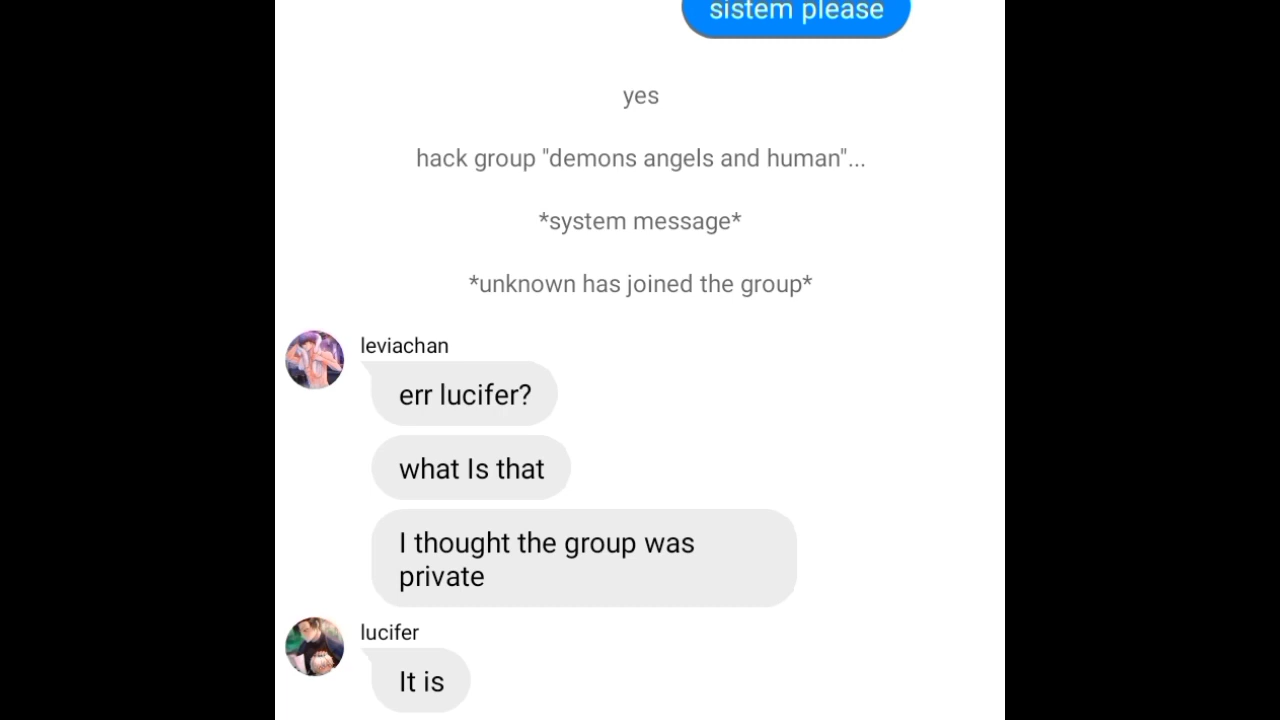 sistem please
yes
hack group "demons angels and human"...
*system message*
*unknown has joined the group*
leviachan
err lucifer?
what Is that
I thought the group was
private
lucifer
It is